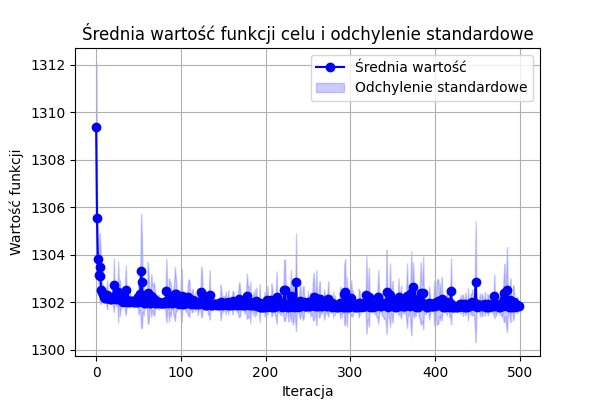 Średnia wartość funkcji celu i odchylenie standardowe
Średnia wartość
Odchylenie standardowe
Wartość funkcji
1312
1310
1308
1306
1304
1302
1300
0 100 200 300 400 500
Iteracja